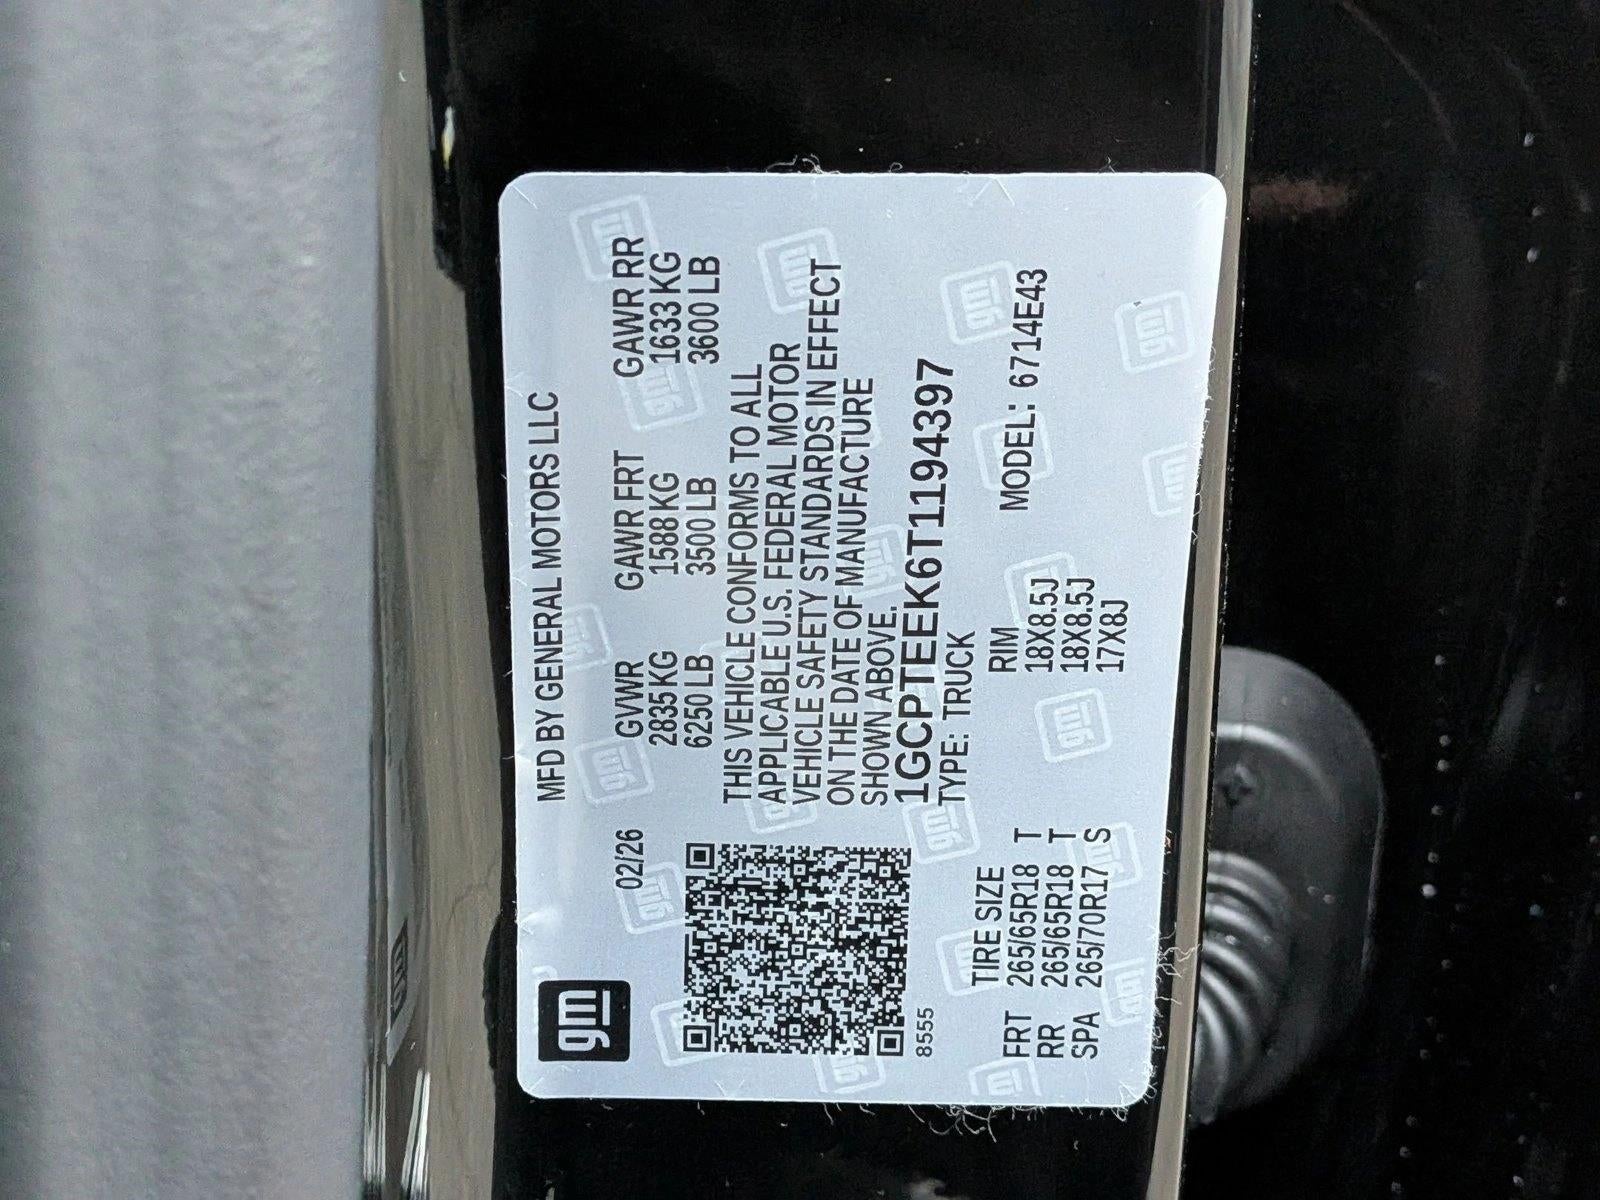 gm
MFD BY GENERAL MOTORS LLC
02/26
GVWR GAWR FRT GAWR RR
2835 KG 1588 KG 1633 KG
6250 LB 3500 LB 3600 LB
THIS VEHICLE CONFORMS TO ALL
APPLICABLE U.S. FEDERAL MOTOR
VEHICLE SAFETY STANDARDS IN EFFECT
ON THE DATE OF MANUFACTURE
SHOWN ABOVE.
1GCPTEEK6T1194397
8555
TYPE: TRUCK
TIRE SIZE RIM MODEL: 6714E43
FRT 265/65R18 T 18X8.5J
RR 265/65R18 T 18X8.5J
SPA 265/70R17 S 17X8J